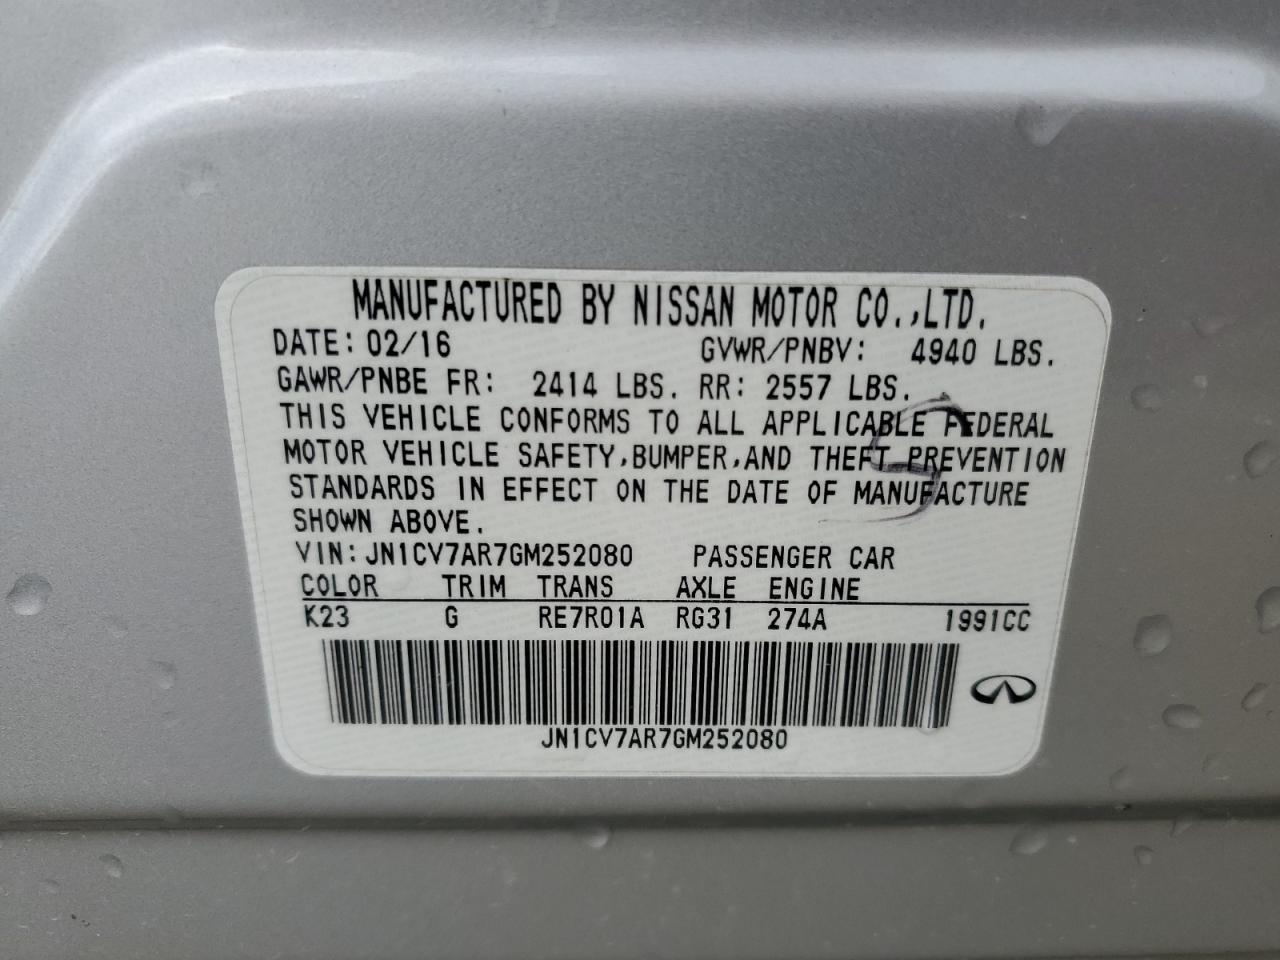 MANUFACTURED BY NISSAN MOTOR CO.,LTD.
DATE: 02/16 GVWR/PNBV: 4940 LBS.
GAWR/PNBE FR: 2414 LBS. RR: 2557 LBS.
THIS VEHICLE CONFORMS TO ALL APPLICABLE FEDERAL
MOTOR VEHICLE SAFETY,BUMPER,AND THEFT PREVENTION
STANDARDS IN EFFECT ON THE DATE OF MANUFACTURE
SHOWN ABOVE.
VIN: JN1CV7AR7GM252080 PASSENGER CAR
COLOR TRIM TRANS AXLE ENGINE
K23 G RE7R01A RG31 274A 1991CC
JN1CV7AR7GM252080